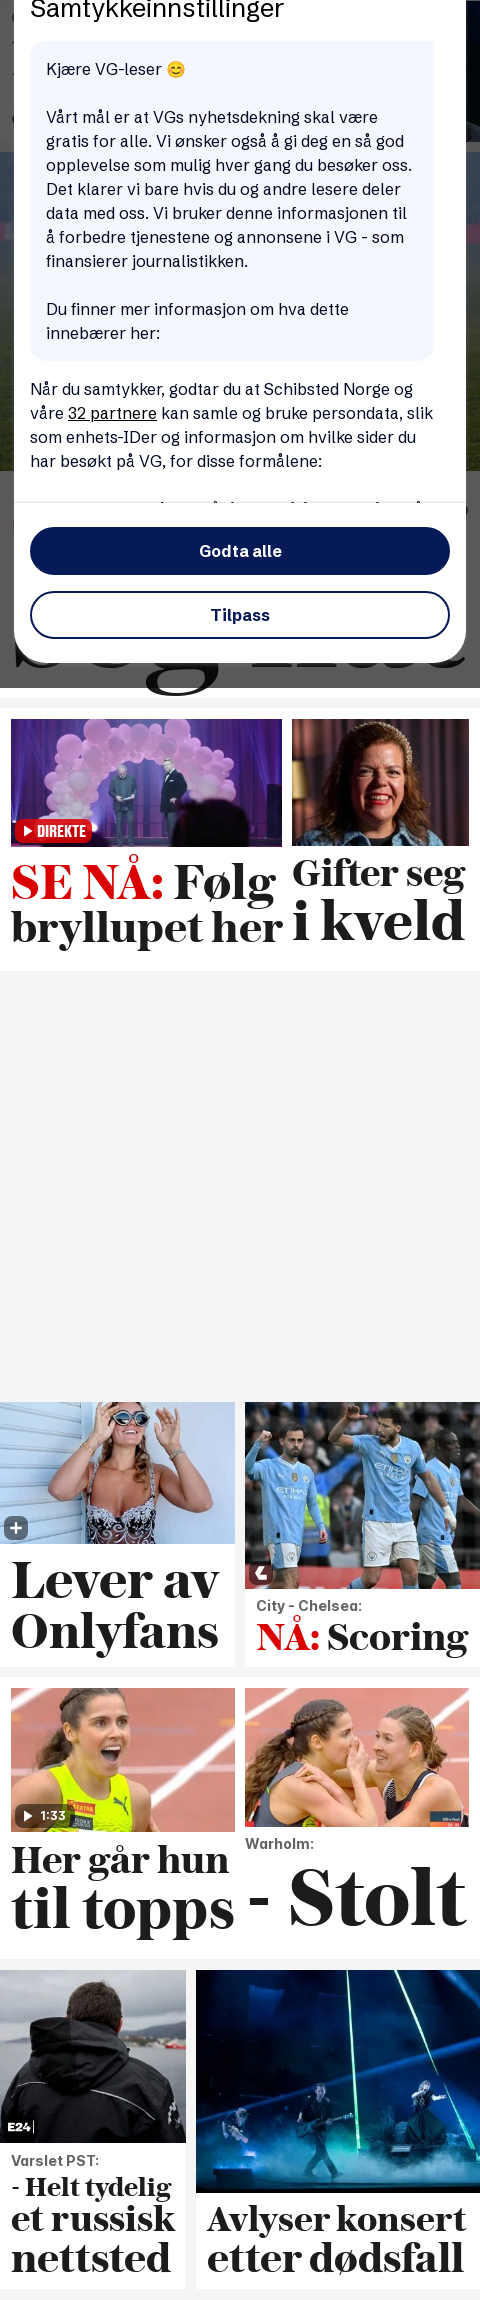 Samtykkeinnstillinger
Kjære VG-leser 😊
Vårt mål er at VGs nyhetsdekning skal være
gratis for alle. Vi ønsker også å gi deg en så god
opplevelse som mulig hver gang du besøker oss.
Det klarer vi bare hvis du og andre lesere deler
data med oss. Vi bruker denne informasjonen til
å forbedre tjenestene og annonsene i VG - som
finansierer journalistikken.
Du finner mer informasjon om hva dette
innebærer her:
Når du samtykker, godtar du at Schibsted Norge og
våre 32 partnere kan samle og bruke persondata, slik
som enhets-IDer og informasjon om hvilke sider du
har besøkt på VG, for disse formålene:
Godta alle
Tilpass
DIREKTE
SE NÅ: Følg
bryllupet her
Gifter seg
i kveld
Lever av
Onlyfans
City - Chelsea:
NÅ: Scoring
1:33
Her går hun
til topps
Warholm:
- Stolt
E24
Varslet PST:
- Helt tydelig
et russisk
nettsted
Avlyser konsert
etter dødsfall